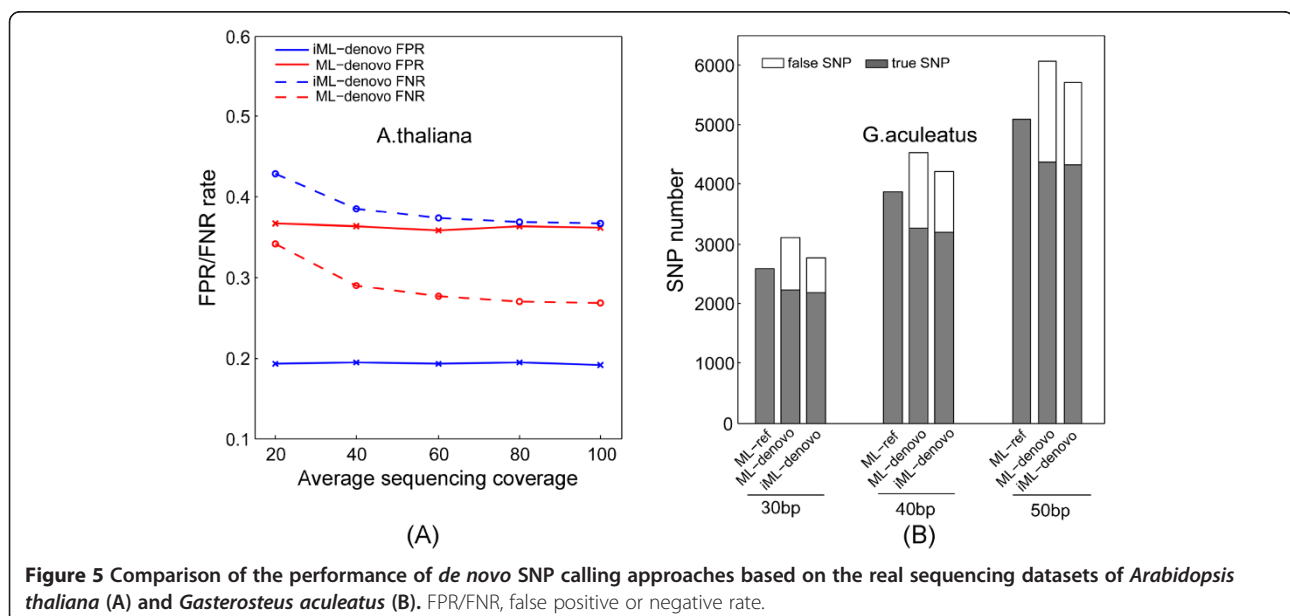 0.6
0.5
0.4
0.3
0.2
0.1
FPR/FNR rate
iML-denovo FPR
ML-denovo FPR
iML-denovo FNR
ML-denovo FNR
A.thaliana
20 40 60 80 100
Average sequencing coverage
(A)
6000
5000
4000
3000
2000
1000
0
SNP number
false SNP true SNP
G.aculeatus
ML-ref ML-denovo iML-denovo ML-ref ML-denovo iML-denovo ML-ref ML-denovo iML-denovo
30bp 40bp 50bp
(B)
Figure 5 Comparison of the performance of de novo SNP calling approaches based on the real sequencing datasets of Arabidopsis
thaliana (A) and Gasterosteus aculeatus (B). FPR/FNR, false positive or negative rate.